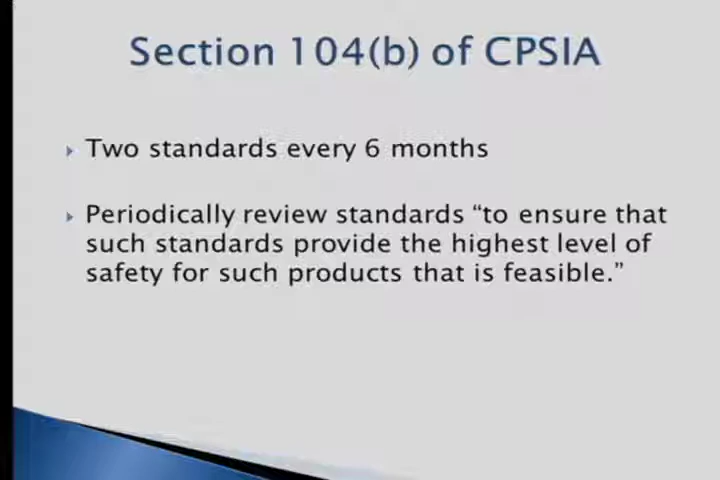 Section 104(b) of CPSIA
Two standards every 6 months
Periodically review standards “to ensure that
such standards provide the highest level of
safety for such products that is feasible.”